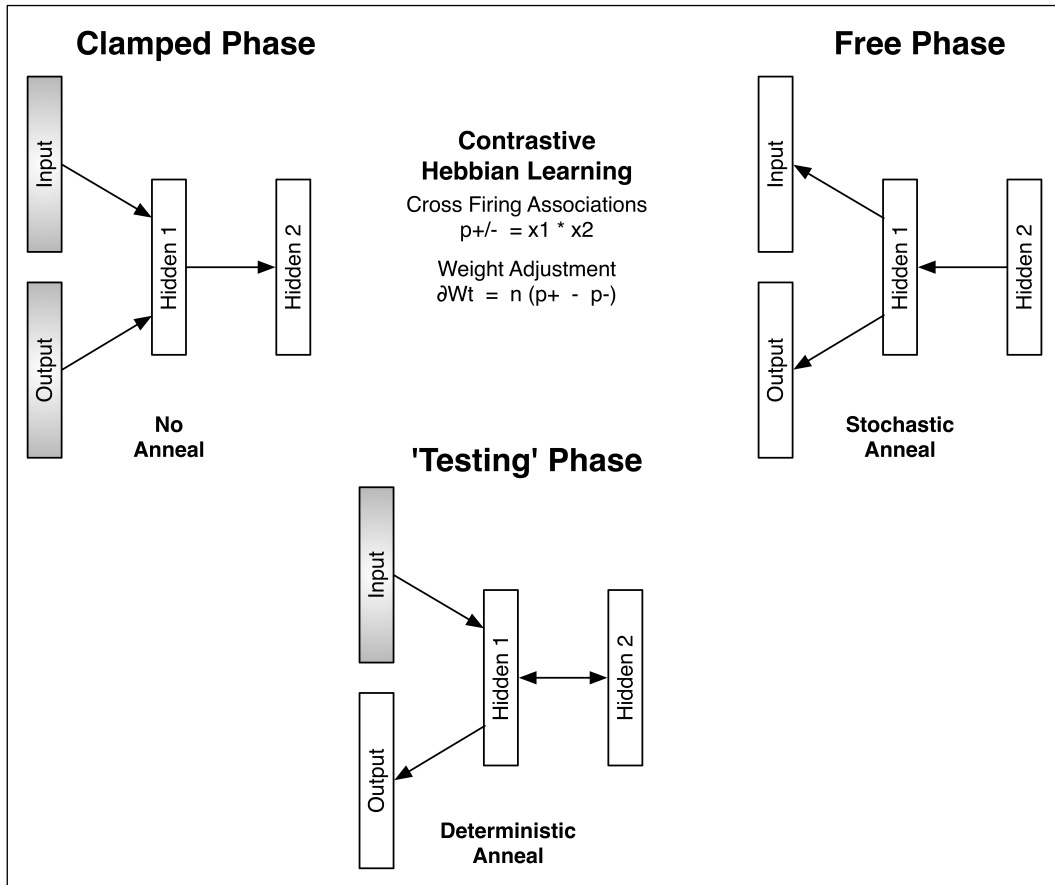 Clamped Phase
Input
Output
Hidden 1
Hidden 2
No
Anneal
Contrastive
Hebbian Learning
Cross Firing Associations
p+/- = x1 * x2
Weight Adjustment
∂Wt = n (p+ - p-)
Free Phase
Input
Output
Hidden 1
Hidden 2
Stochastic
Anneal
'Testing' Phase
Input
Output
Hidden 1
Hidden 2
Deterministic
Anneal